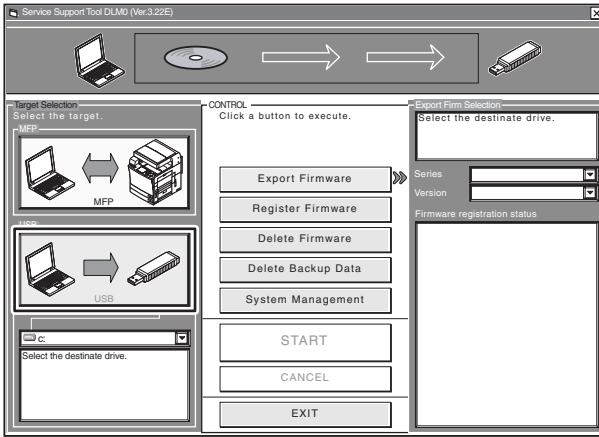 Service Support Tool DLM0 (Ver.3.22E)
Target Selection
Select the target.
MFP
MFP
USB
USB
C:
Select the destinate drive.
CONTROL
Click a button to execute.
Export Firmware
Register Firmware
Delete Firmware
Delete Backup Data
System Management
START
CANCEL
EXIT
Export Firm Selection
Select the destinate drive.
Series
Version
Firmware registration status